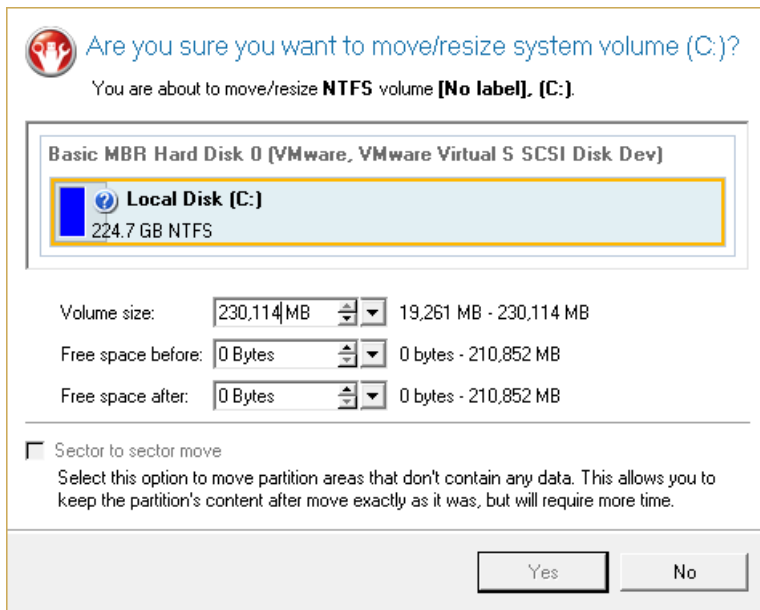 Are you sure you want to move/resize system volume (C:)?
You are about to move/resize NTFS volume [No label], (C:).
Basic MBR Hard Disk 0 (VMware, VMware Virtual S SCSI Disk Dev)
Local Disk (C:)
224.7 GB NTFS
Volume size: 230,114 MB 19,261 MB - 230,114 MB
Free space before: 0 Bytes 0 bytes - 210,852 MB
Free space after: 0 Bytes 0 bytes - 210,852 MB
Sector to sector move
Select this option to move partition areas that don't contain any data. This allows you to
keep the partition's content after move exactly as it was, but will require more time.
Yes No